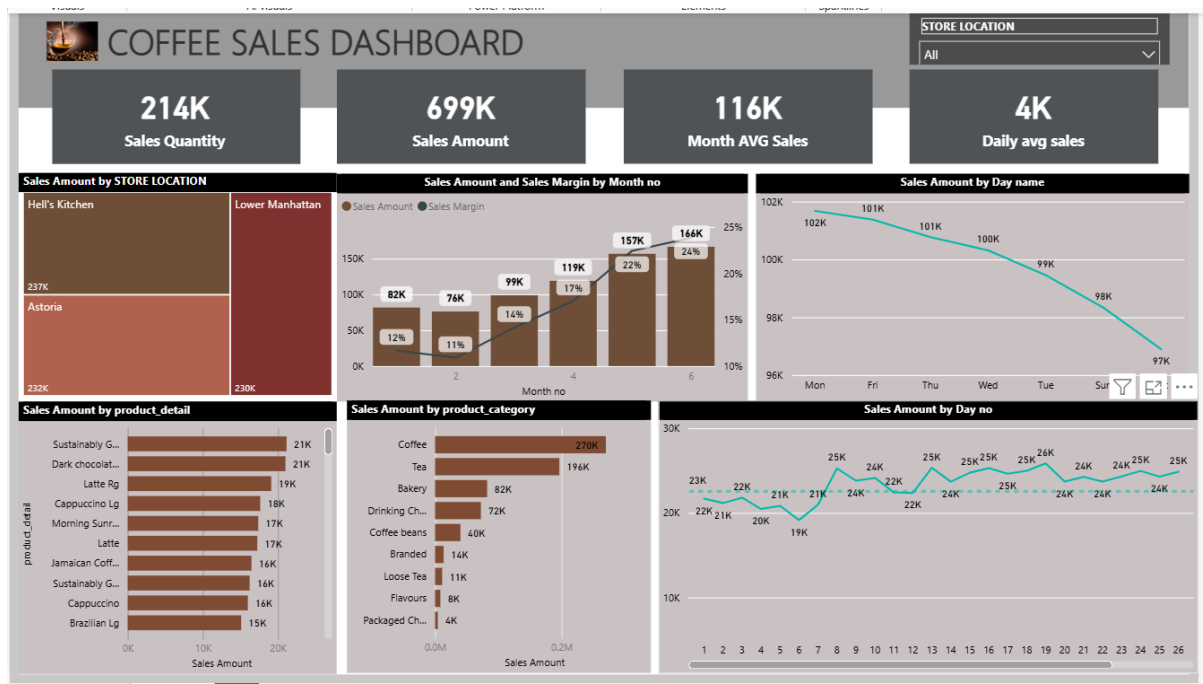 COFFEE SALES DASHBOARD
STORE LOCATION
All
214K
Sales Quantity
699K
Sales Amount
116K
Month AVG Sales
4K
Daily avg sales
Sales Amount by STORE LOCATION
Hell's Kitchen
237K
Astoria
232K
Lower Manhattan
230K
Sales Amount and Sales Margin by Month no
Sales Amount Sales Margin
150K
100K
50K
0K
25%
20%
15%
10%
82K
76K
99K
119K
157K
166K
12%
11%
14%
17%
22%
24%
2 4 6
Month no
Sales Amount by Day name
102K
100K
98K
96K
102K
101K
101K
100K
99K
98K
97K
Mon Fri Thu Wed Tue
Sales Amount by product_detail
product_detail
Sustainably G... 21K
Dark chocolat... 21K
Latte Rg 19K
Cappuccino Lg 18K
Morning Sunr... 17K
Latte 17K
Jamaican Coff... 16K
Sustainably G... 16K
Cappuccino 16K
Brazilian Lg 15K
0K 10K 20K
Sales Amount
Sales Amount by product_category
Coffee 270K
Tea 196K
Bakery 82K
Drinking Ch... 72K
Coffee beans 40K
Branded 14K
Loose Tea 11K
Flavours 8K
Packaged Ch... 4K
0.0M 0.2M
Sales Amount
Sales Amount by Day no
30K
20K
10K
23K
22K
21K
22K
20K
21K
19K
21K
25K
24K
24K
22K
22K
25K
24K
25K
25K
25K
25K
26K
24K
24K
24K
24K
25K
24K
25K
1 2 3 4 5 6 7 8 9 10 11 12 13 14 15 16 17 18 19 20 21 22 23 24 25 26